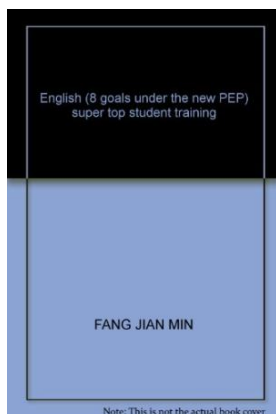 English (8 goals under the new PEP)
super top student training
FANG JIAN MIN
Note: This is not the actual book cover